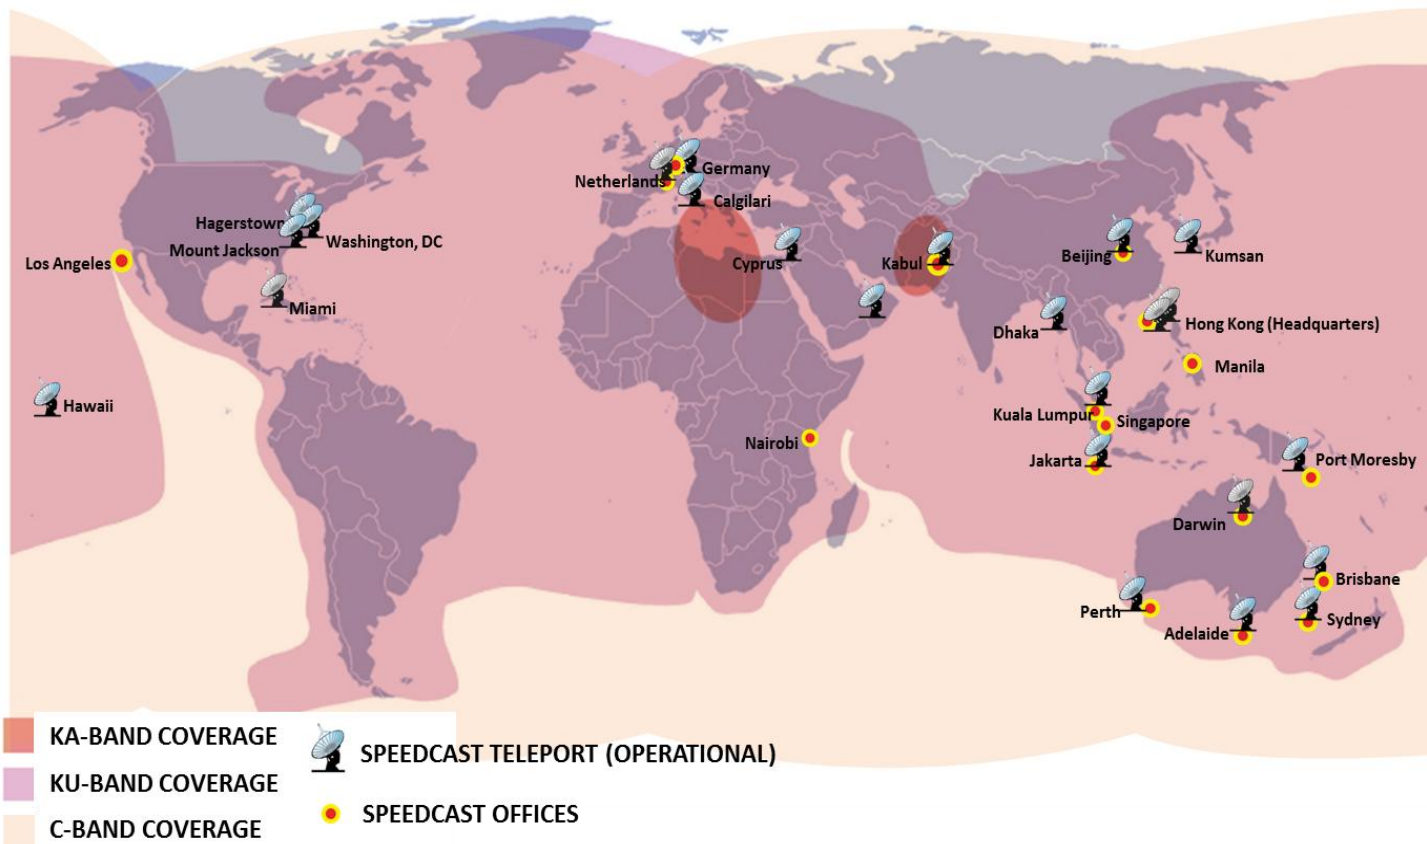 Netherlands
Germany
Calgilari
Hagerstown
Washington, DC
Mount Jackson
Los Angeles
Miami
Hawaii
Cyprus
Kabul
Beijing
Kumsan
Dhaka
Hong Kong (Headquarters)
Manila
Kuala Lumpur
Singapore
Nairobi
Jakarta
Port Moresby
Darwin
Brisbane
Perth
Sydney
Adelaide
KA-BAND COVERAGE
KU-BAND COVERAGE
C-BAND COVERAGE
SPEEDCAST TELEPORT (OPERATIONAL)
SPEEDCAST OFFICES